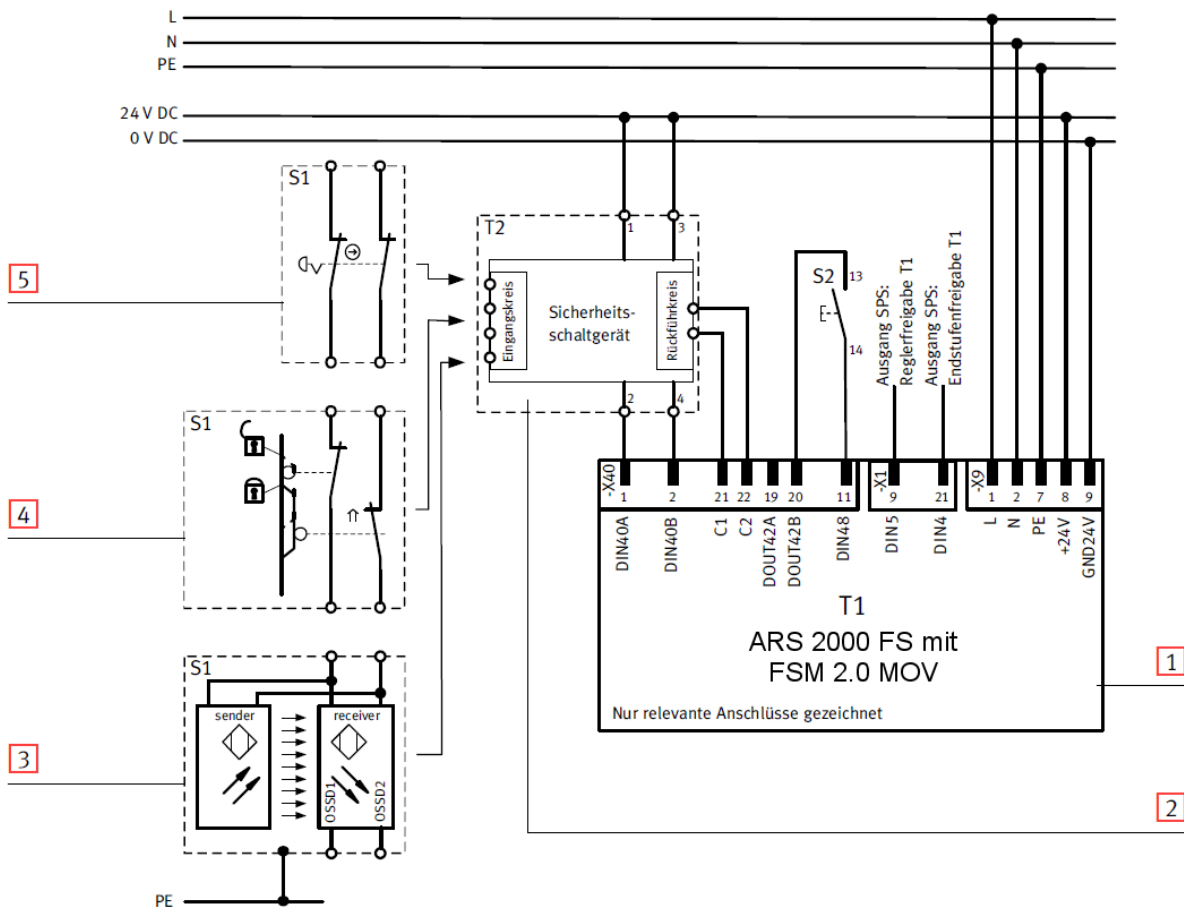 L
N
PE
24 V DC
0 V DC
S1
5
T2
1
3
Eingangskreis
Sicherheits-
schaltgerät
Rückführkreis
2
4
S2
13
14
Ausgang SPS:
Reglerfreigabe T1
Ausgang SPS:
Endstufenfreigabe T1
S1
4
-X40
1
2
21
22
19
20
11
-X1
9
21
-X9
1
2
7
8
9
DIN40A
DIN40B
C1
C2
DOUT42A
DOUT42B
DIN48
DIN5
DIN4
L
N
PE
+24V
GND24V
T1
ARS 2000 FS mit
FSM 2.0 MOV
Nur relevante Anschlüsse gezeichnet
1
S1
sender
receiver
OSSD1
OSSD2
3
2
PE